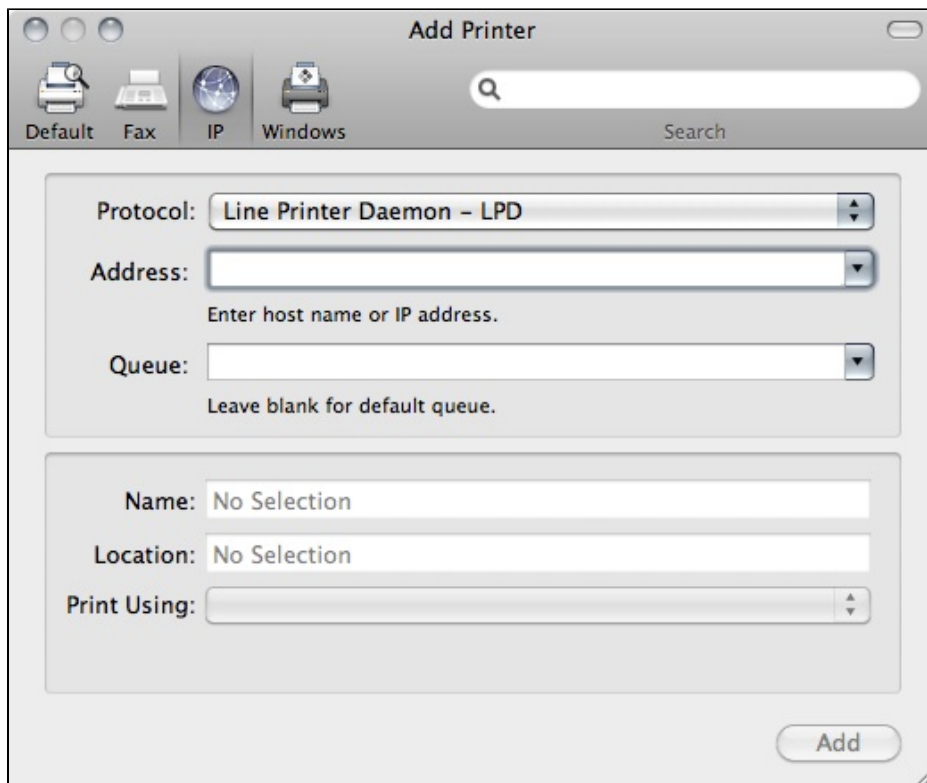 Add Printer
Default Fax IP Windows Search
Protocol: Line Printer Daemon – LPD
Address:
Enter host name or IP address.
Queue:
Leave blank for default queue.
Name: No Selection
Location: No Selection
Print Using:
Add